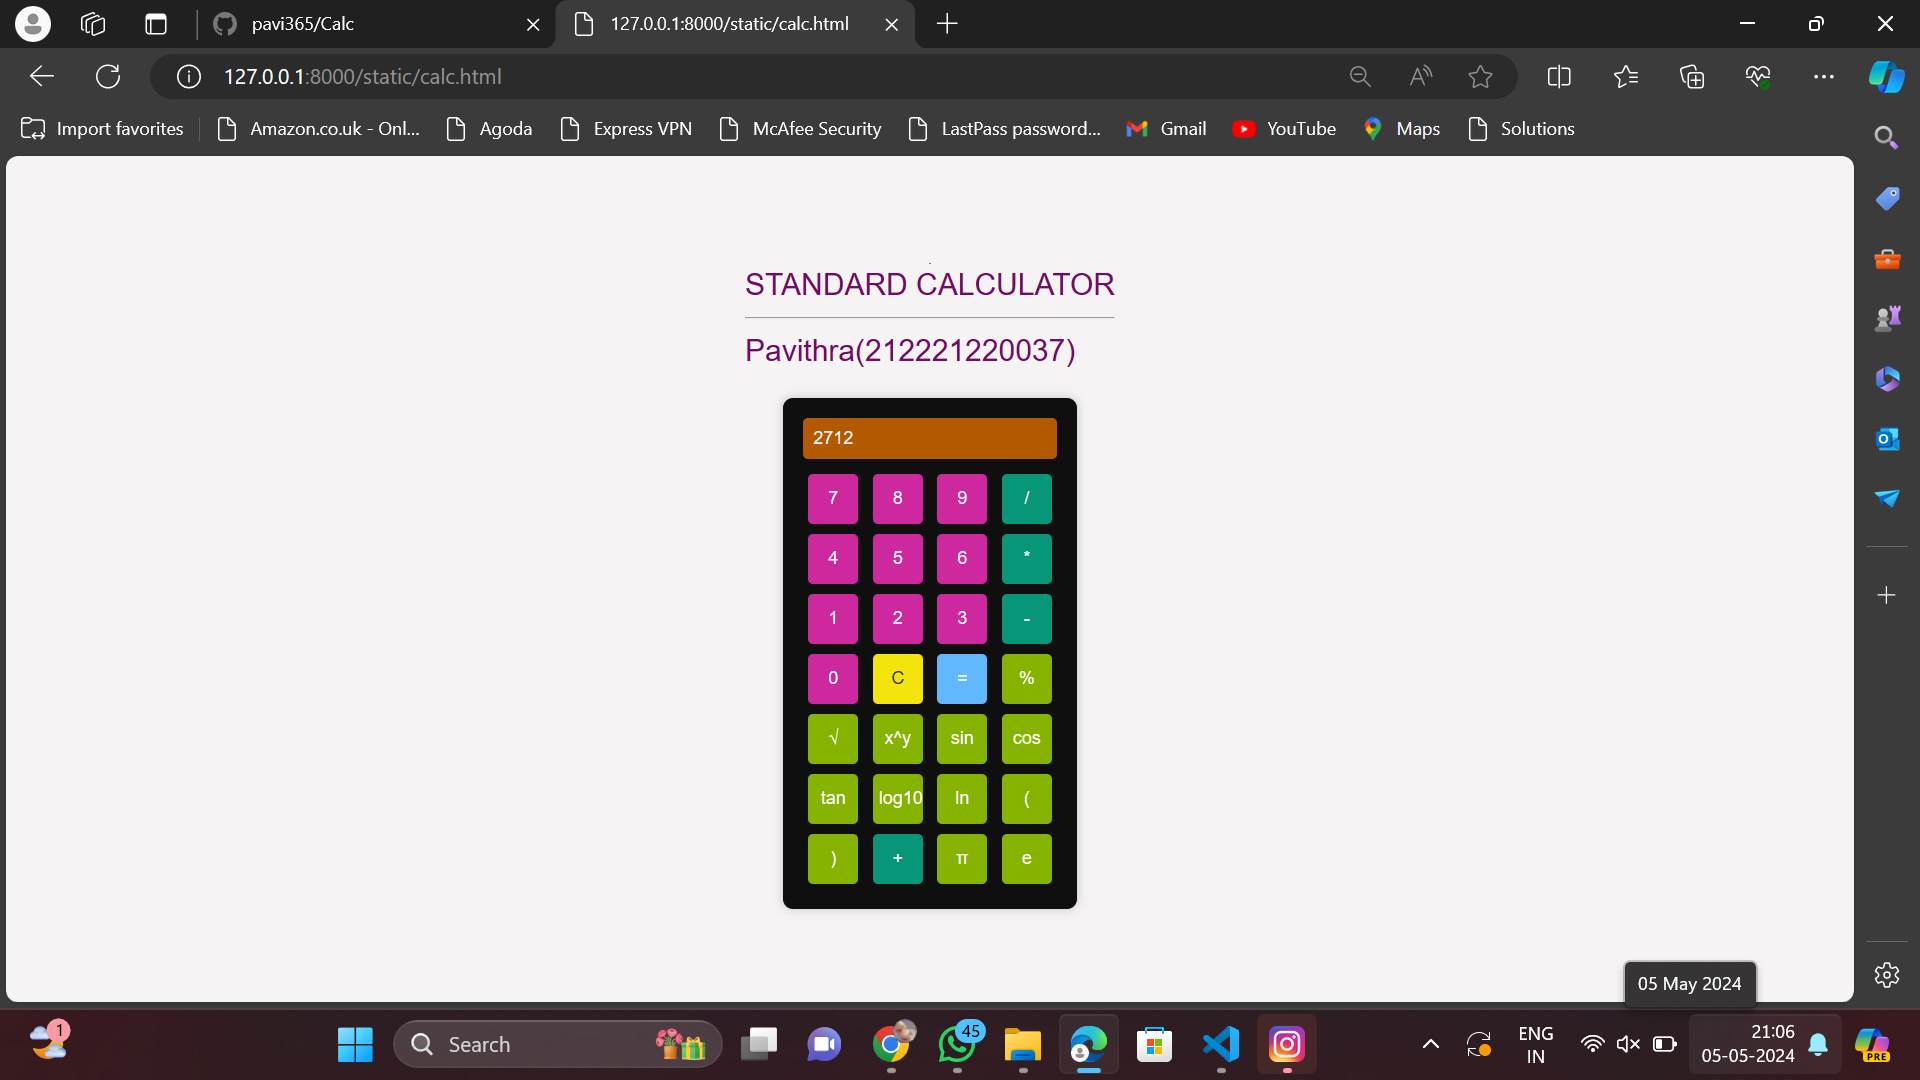 pavi365/Calc
127.0.0.1:8000/static/calc.html
127.0.0.1:8000/static/calc.html
Import favorites
Amazon.co.uk - Onl...
Agoda
Express VPN
McAfee Security
LastPass password...
Gmail
YouTube
Maps
Solutions
STANDARD CALCULATOR
Pavithra(212221220037)
2712
7 8 9 /
4 5 6 *
1 2 3 -
0 C = %
√ x^y sin cos
tan log10 ln (
) + π e
05 May 2024
1
Search
45
ENG
IN
21:06
05-05-2024
PRE